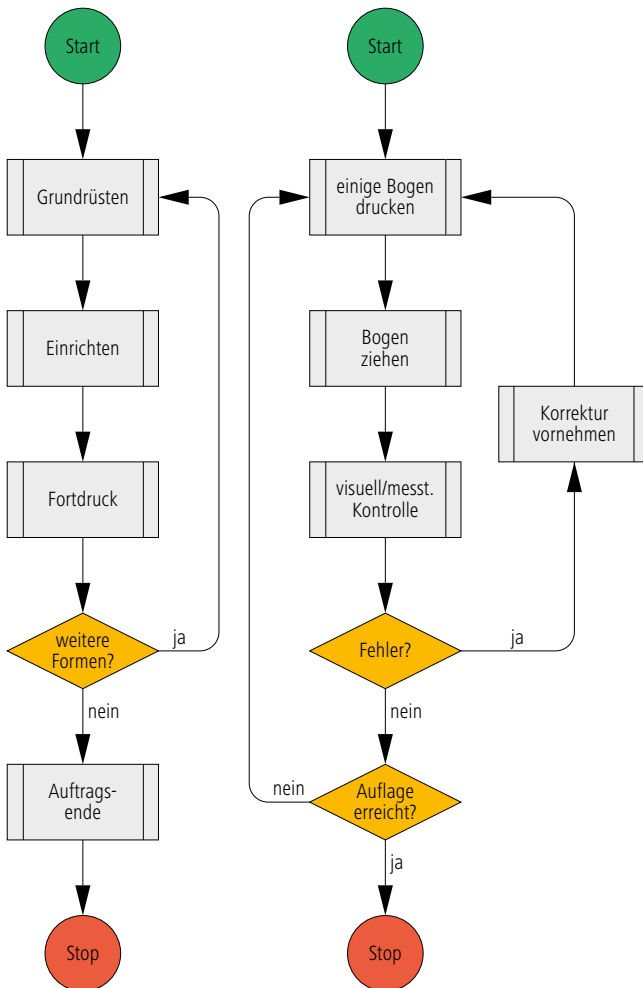 Start
Grundrüsten
Einrichten
Fortdruck
weitere
Formen?
ja
nein
Auftrags-
ende
Stop
Start
einige Bogen
drucken
Bogen
ziehen
Korrektur
vornehmen
visuell/messt.
Kontrolle
Fehler?
ja
nein
Auflage
erreicht?
nein
ja
Stop